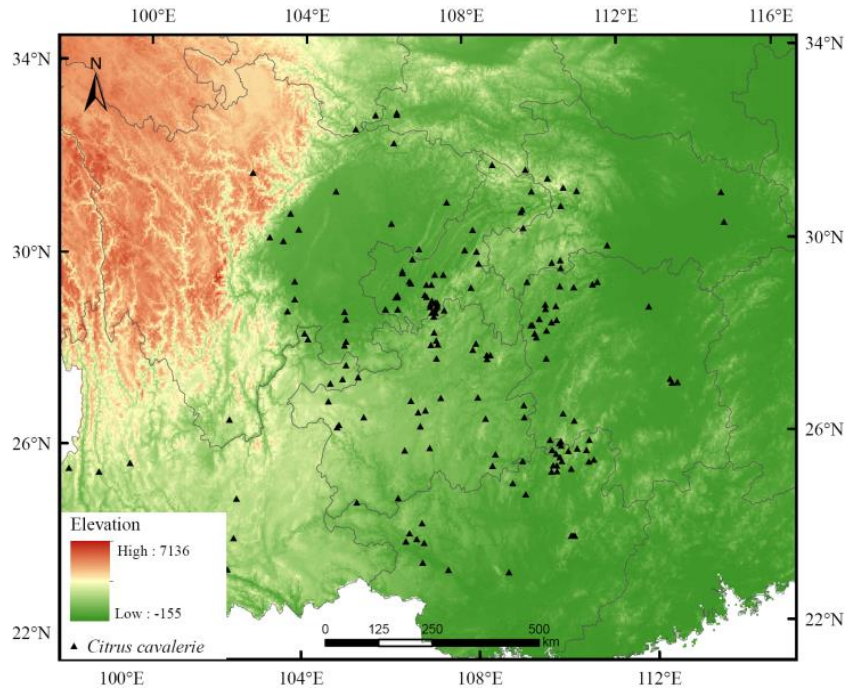 100°E 104°E 108°E 112°E 116°E
34°N 34°N
N
30°N 30°N
26°N 26°N
Elevation
High : 7136
Low : -155
22°N 22°N
0 125 250 500
km
Citrus cavalerie
100°E 104°E 108°E 112°E